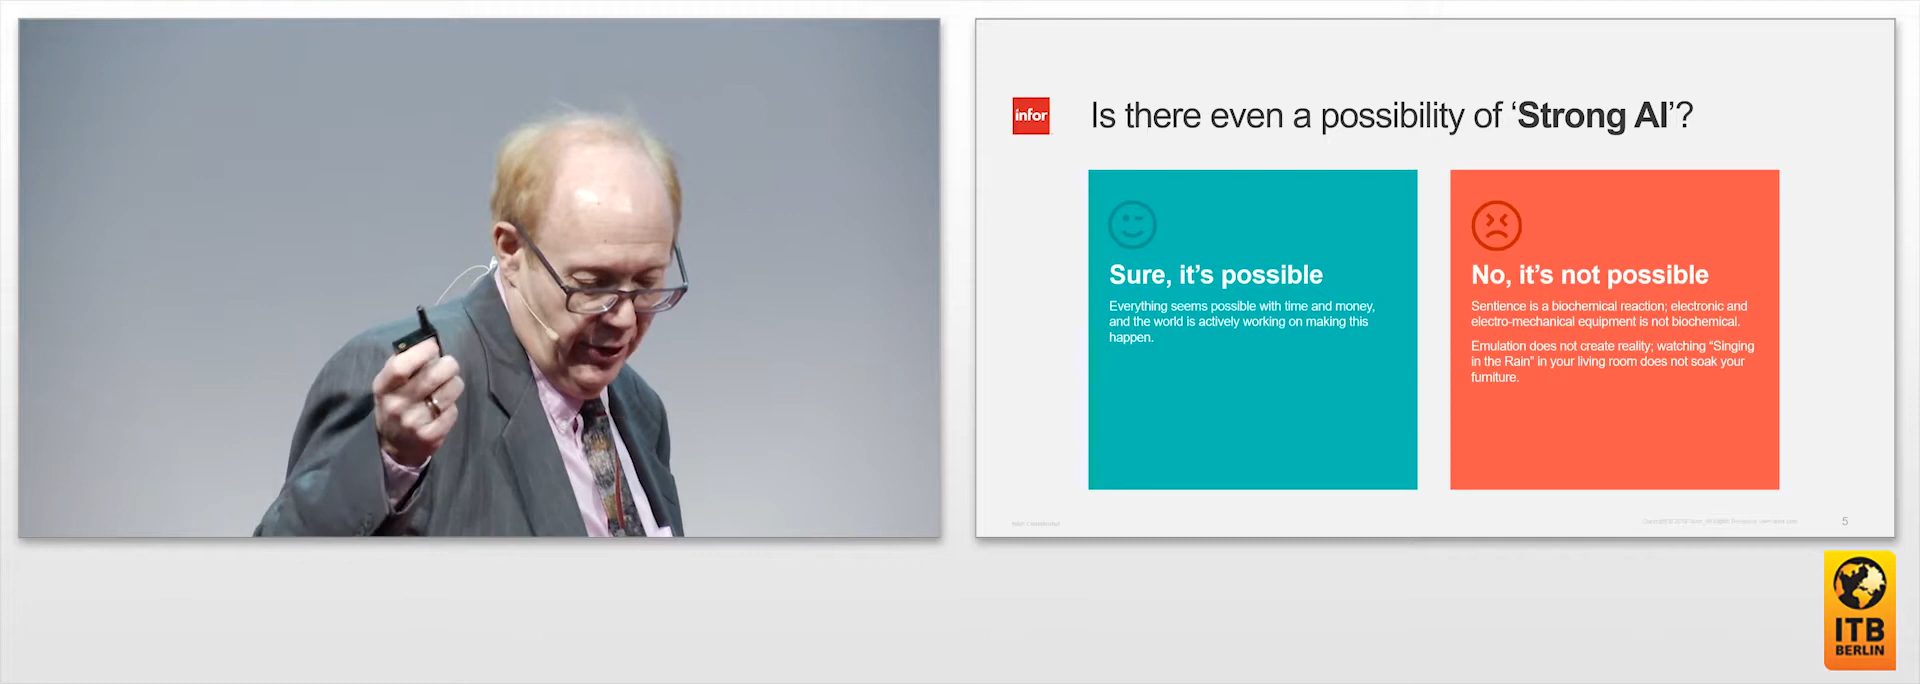 infor
Is there even a possibility of ‘Strong AI’?
Sure, it’s possible
Everything seems possible with time and money,
and the world is actively working on making this
happen.
No, it’s not possible
Sentience is a biochemical reaction; electronic and
electro-mechanical equipment is not biochemical.
Emulation does not create reality; watching “Singing
in the Rain” in your living room does not soak your
furniture.
5
ITB
BERLIN